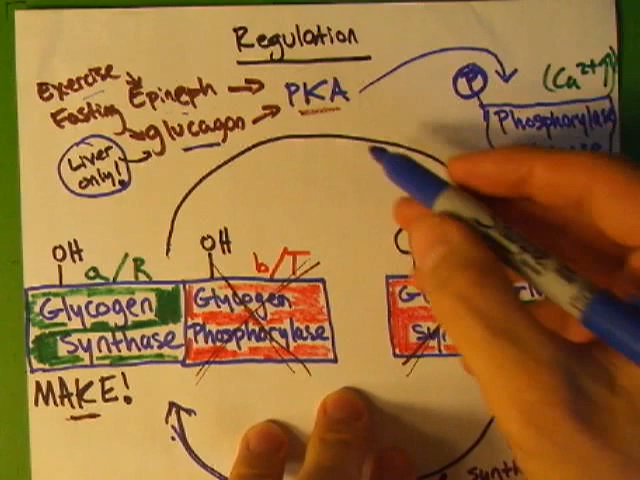 Regulation
Exercise
Epineph
PKA
P
(Ca²⁺
Fasting
glucagon
Phosphorylase
Liver
only!
OH
a/R
OH
b/T
Glycogen
Synthase
Glycogen
Phosphorylase
MAKE!